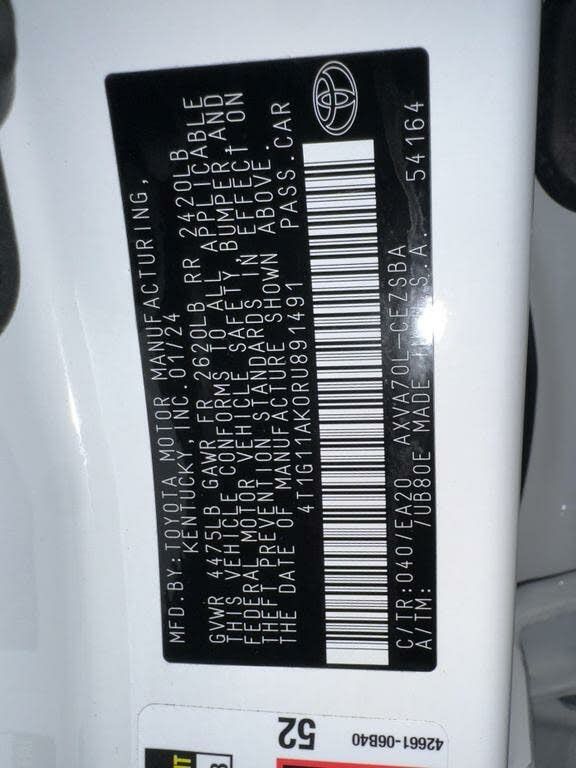 MFD.BY:TOYOTA MOTOR MANUFACTURING,
KENTUCKY, INC.01/24
GVWR 4475LB GAWR FR 2620LB RR 2420LB
THIS VEHICLE CONFORMS TO ALL APPLICABLE
FEDERAL MOTOR VEHICLE SAFETY, BUMPER AND
THEFT PREVENTION STANDARDS IN EFFECT ON
THE DATE OF MANUFACTURE SHOWN ABOVE.
4T1G11AK0RU891491 PASS.CAR
C/TR:040/EA20 AXVA70L-CEZSBA
A/TM: /UB80E MADE IN U.S.A. 54164
52
42661-06B40